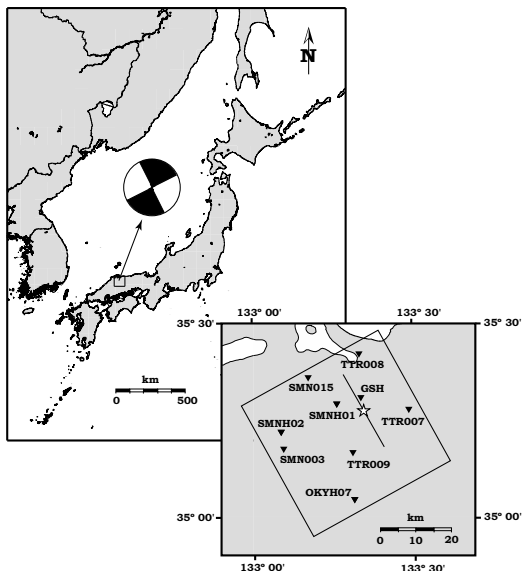 N
km
0 500
133° 00' 133° 30'
35° 30' 35° 30'
TTR008
SMN015
GSH
SMNH01
TTR007
SMNH02
SMN003
TTR009
OKYH07
km
0 10 20
35° 00' 35° 00'
133° 00' 133° 30'